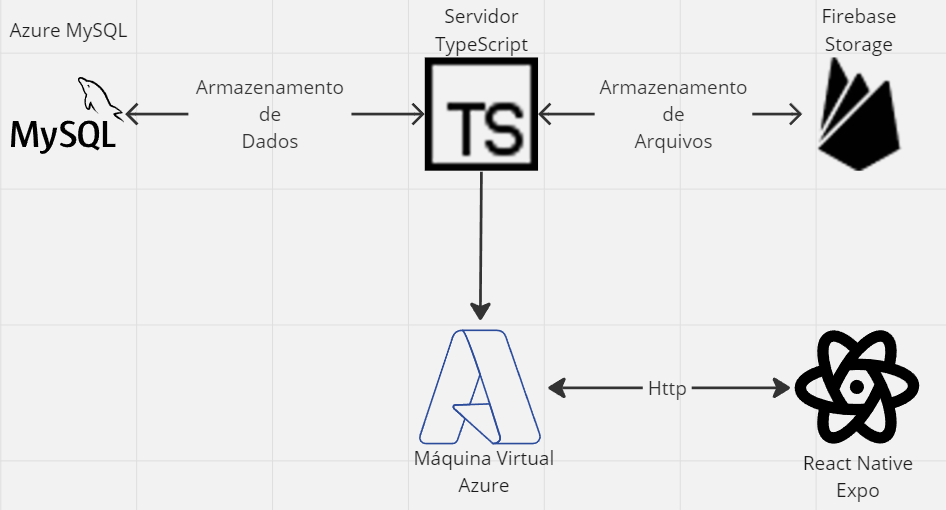 Azure MySQL
MySQL
Armazenamento
de
Dados
Servidor
TypeScript
TS
Armazenamento
de
Arquivos
Firebase
Storage
Máquina Virtual
Azure
Http
React Native
Expo